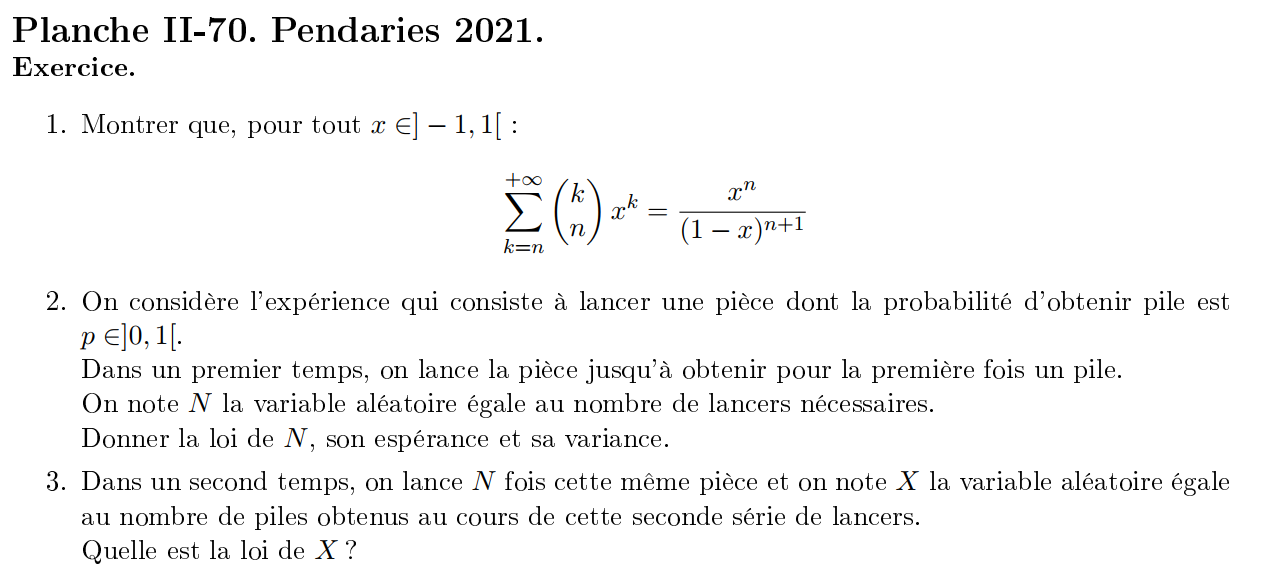 Planche II-70. Pendaries 2021.
Exercice.
1. Montrer que, pour tout x ∈] − 1, 1[ :
\sum_{k=n}^{+\infty} \binom{k}{n} x^k = \frac{x^n}{(1 - x)^{n+1}}
2. On considère l'expérience qui consiste à lancer une pièce dont la probabilité d'obtenir pile est
p ∈]0, 1[.
Dans un premier temps, on lance la pièce jusqu'à obtenir pour la première fois un pile.
On note N la variable aléatoire égale au nombre de lancers nécessaires.
Donner la loi de N, son espérance et sa variance.
3. Dans un second temps, on lance N fois cette même pièce et on note X la variable aléatoire égale
au nombre de piles obtenus au cours de cette seconde série de lancers.
Quelle est la loi de X ?